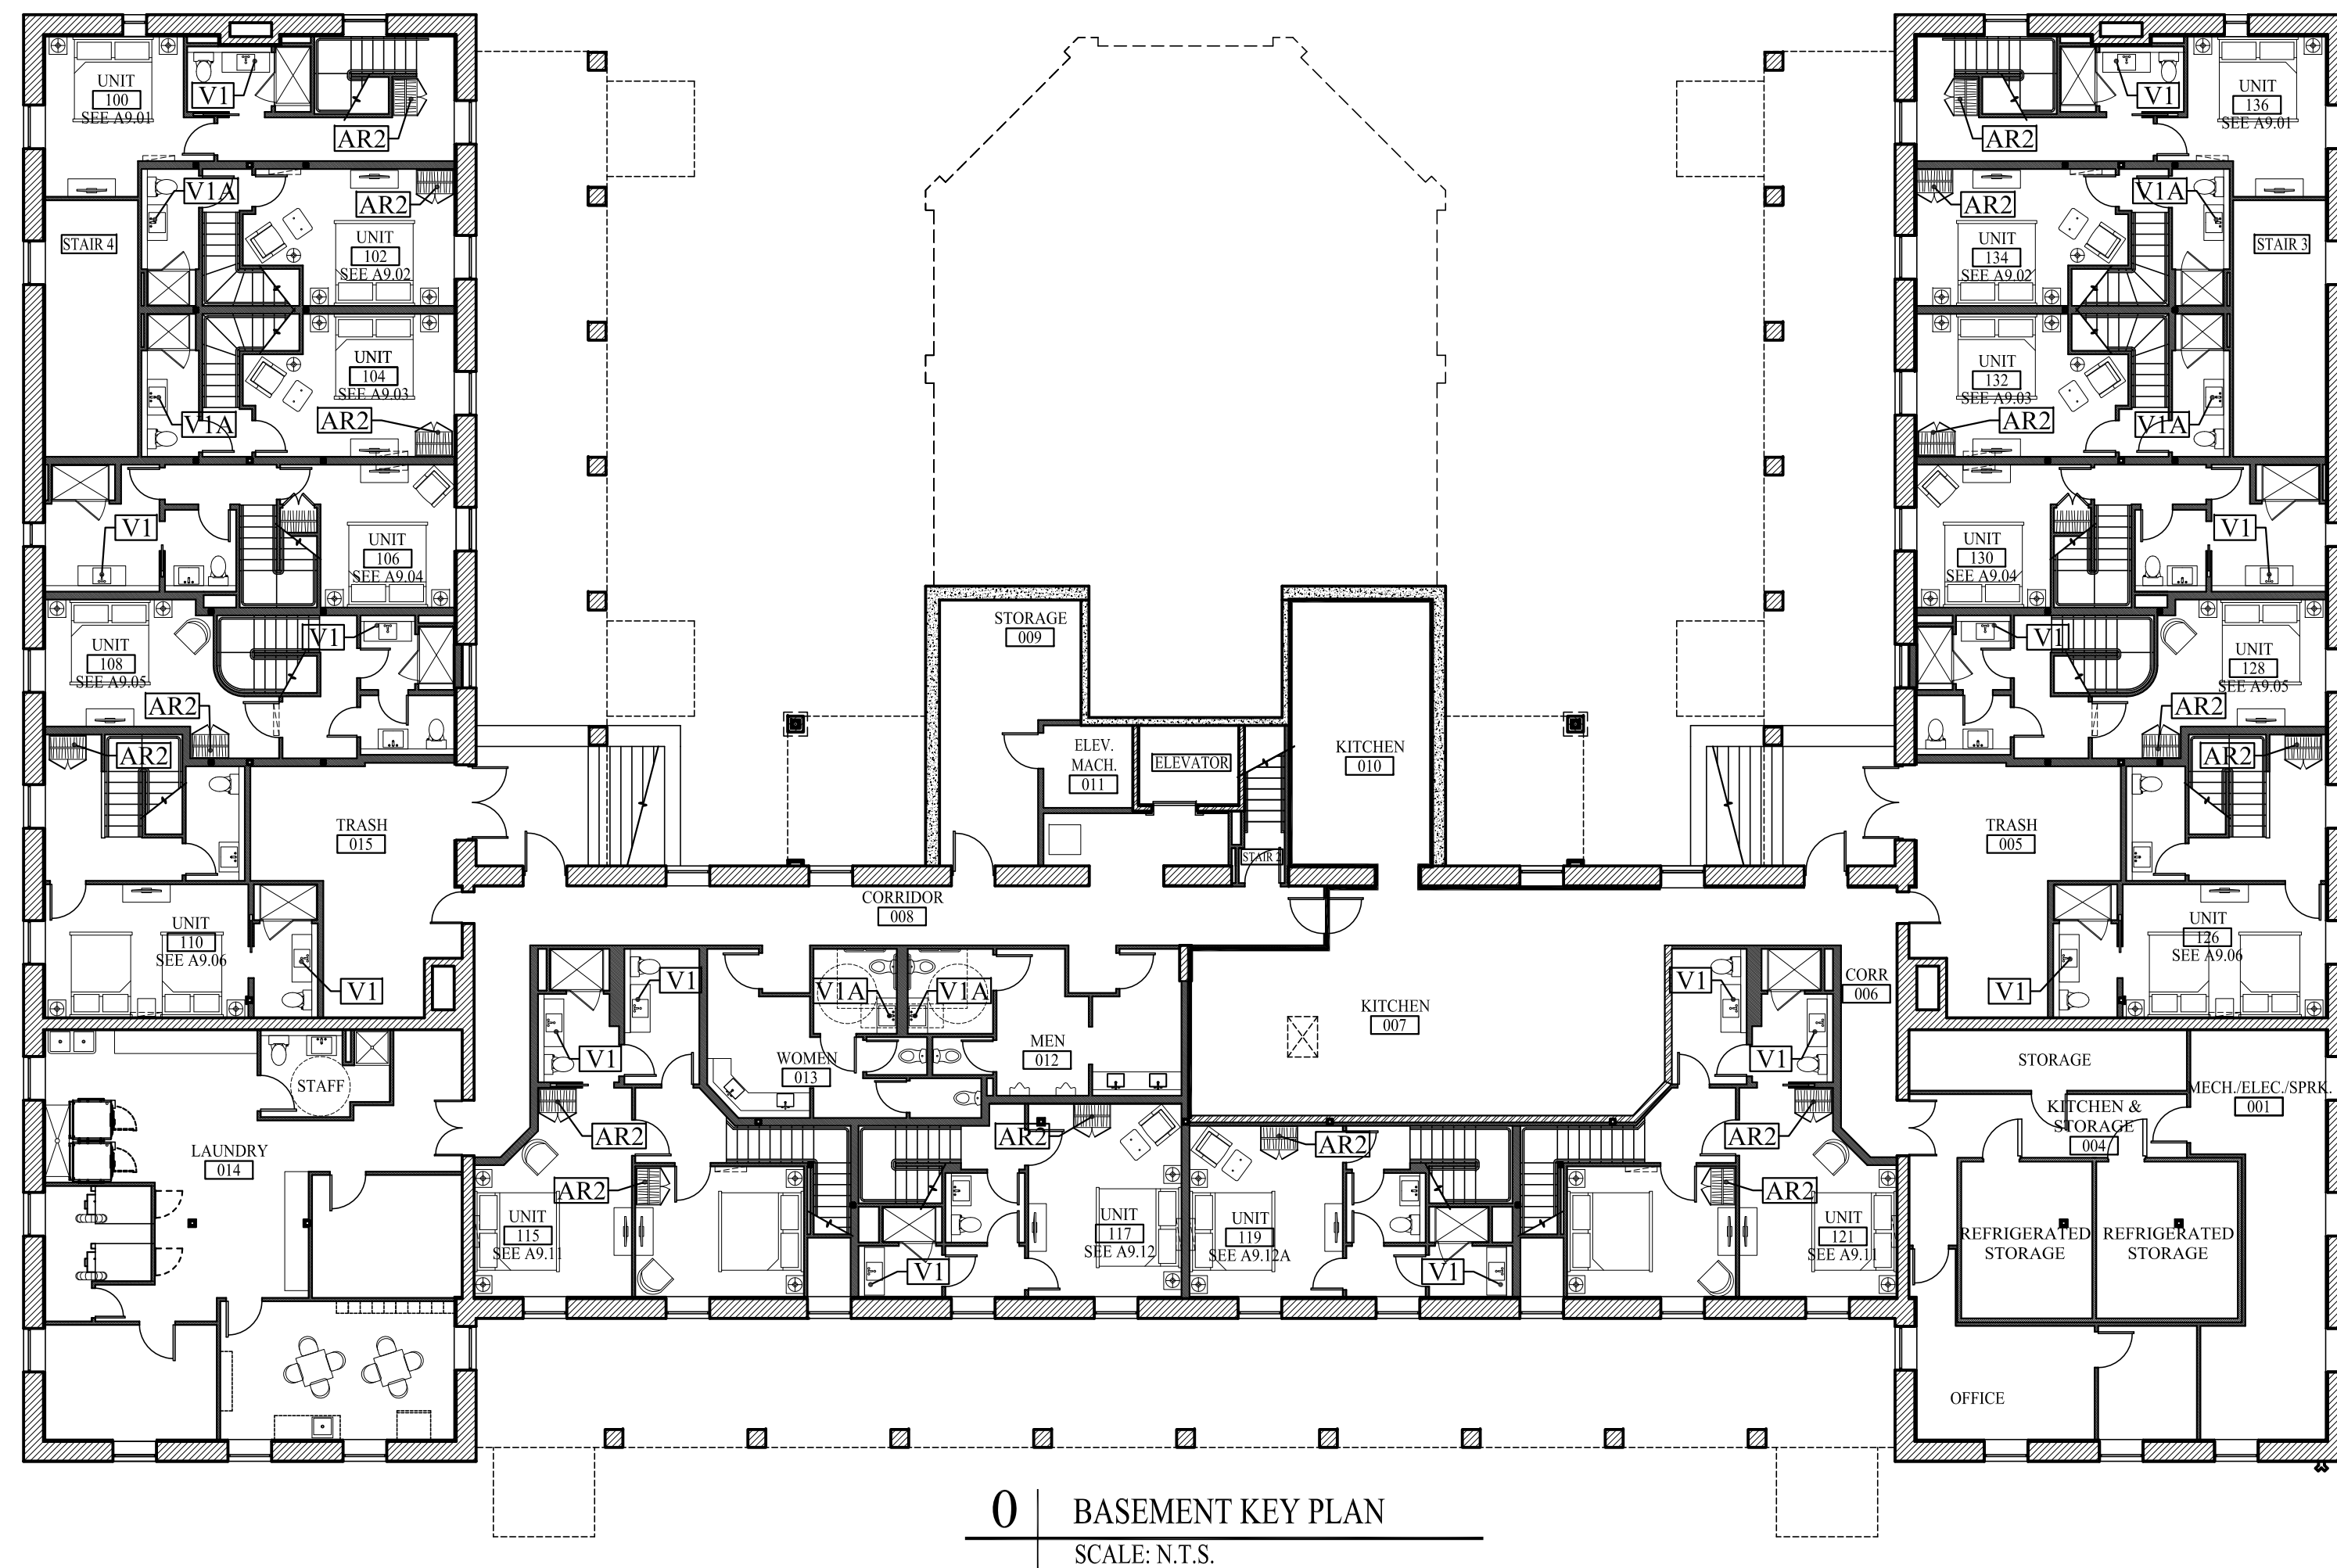 UNIT
100
SEE A9.01
V1
AR2
V1A
AR2
UNIT
102
SEE A9.02
STAIR 4
UNIT
104
SEE A9.03
V1A
AR2
V1
UNIT
106
SEE A9.04
V1
UNIT
108
SEE A9.05
AR2
AR2
TRASH
015
UNIT
110
SEE A9.06
V1
STAFF
LAUNDRY
014
STORAGE
009
ELEV.
MACH.
011
ELEVATOR
KITCHEN
010
STAIR 2
CORRIDOR
008
V1
V1
V1A
V1A
WOMEN
013
MEN
012
KITCHEN
007
V1
V1
CORR
006
AR2
AR2
UNIT
115
SEE A9.11
AR2
UNIT
117
SEE A9.12
V1
AR2
UNIT
119
SEE A9.12A
V1
AR2
AR2
UNIT
121
SEE A9.11
V1
UNIT
136
SEE A9.01
AR2
V1A
AR2
UNIT
134
SEE A9.02
STAIR 3
UNIT
132
SEE A9.03
AR2
V1A
V1
UNIT
130
SEE A9.04
V1
UNIT
128
SEE A9.05
AR2
AR2
TRASH
005
UNIT
126
SEE A9.06
V1
STORAGE
MECH./ELEC./SPRK.
001
KITCHEN &
STORAGE
004
REFRIGERATED
STORAGE
REFRIGERATED
STORAGE
OFFICE
0
BASEMENT KEY PLAN
SCALE: N.T.S.